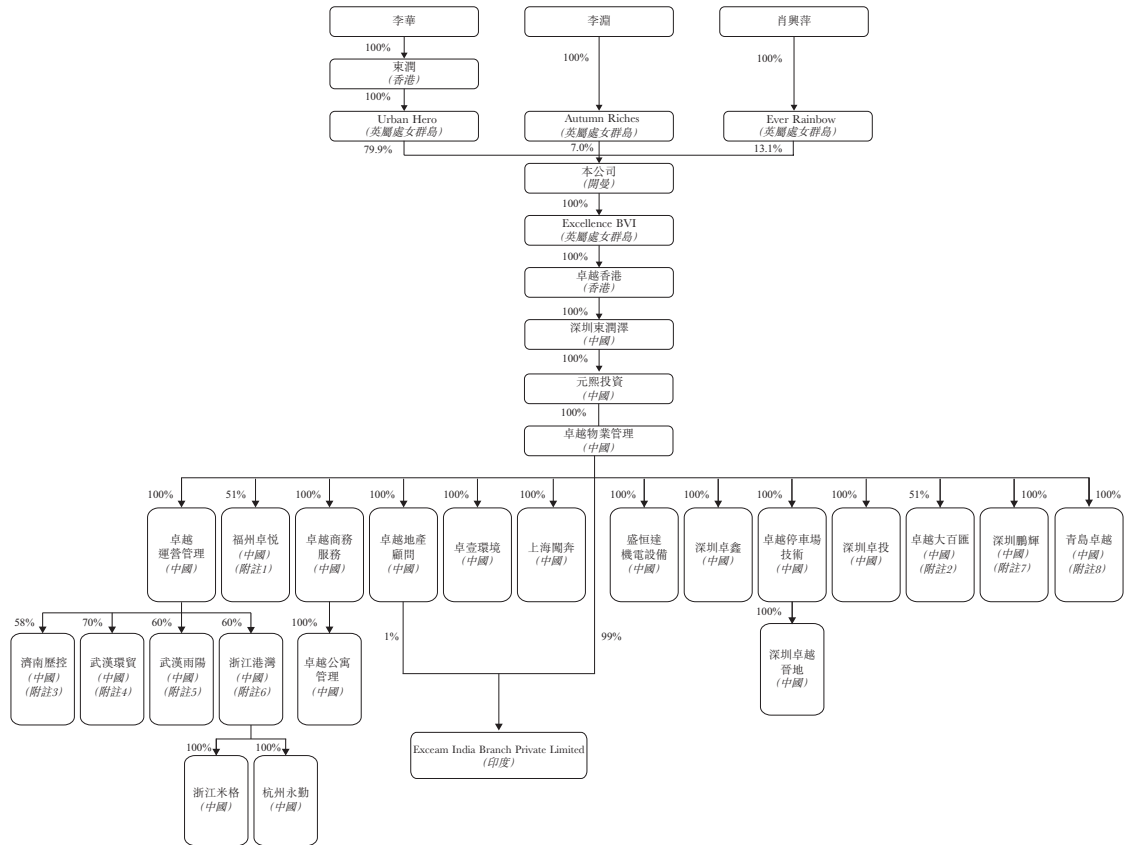 李華
李淵
肖興萍
100%
100%
100%
東潤
(香港)
100%
Urban Hero
(英屬處女群島)
Autumn Riches
(英屬處女群島)
Ever Rainbow
(英屬處女群島)
79.9%
7.0%
13.1%
本公司
(開曼)
100%
Excellence BVI
(英屬處女群島)
100%
卓越香港
(香港)
100%
深圳東潤澤
(中國)
100%
元熙投資
(中國)
100%
卓越物業管理
(中國)
100%
51%
100%
100%
100%
100%
100%
100%
100%
100%
51%
100%
100%
卓越
運營管理
(中國)
福州卓悦
(中國)
(附註1)
卓越商務
服務
(中國)
卓越地產
顧問
(中國)
卓壹環境
(中國)
上海閩奔
(中國)
盛恒達
機電設備
(中國)
深圳卓鑫
(中國)
卓越停車場
技術
(中國)
深圳卓投
(中國)
卓越大百匯
(中國)
(附註2)
深圳鵬輝
(中國)
(附註7)
青島卓越
(中國)
(附註8)
58%
70%
60%
60%
100%
1%
99%
100%
濟南歷控
(中國)
(附註3)
武漢環貿
(中國)
(附註4)
武漢雨陽
(中國)
(附註5)
浙江港灣
(中國)
(附註6)
卓越公寓
管理
(中國)
深圳卓越
晉地
(中國)
100%
100%
Exceam India Branch Private Limited
(印度)
浙江米格
(中國)
杭州永勤
(中國)